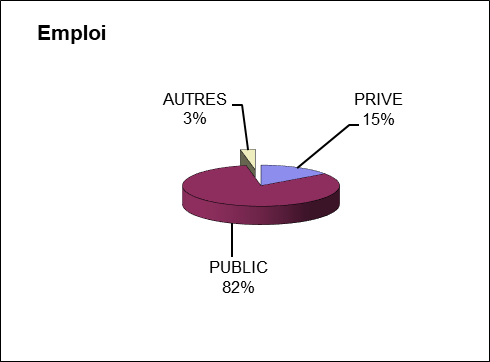 Emploi
AUTRES
3%
PRIVE
15%
PUBLIC
82%